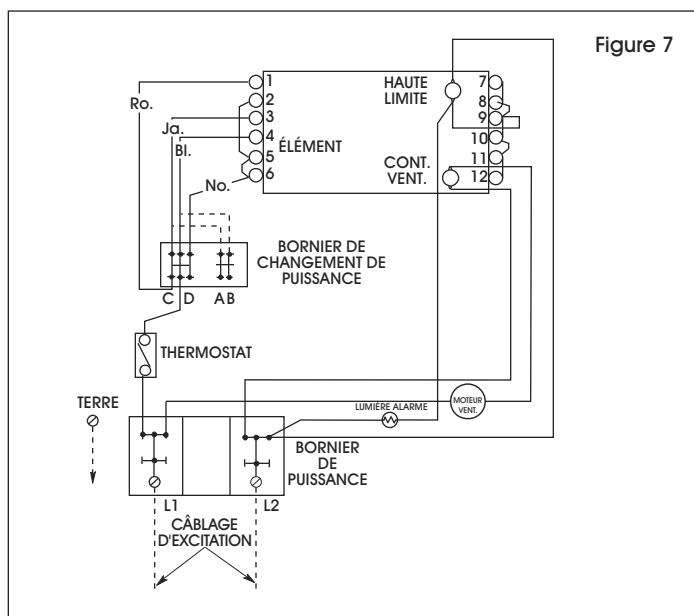 Figure 7
HAUTE
LIMITE
ÉLÉMENT
CONT.
VENT.
1
2
3
4
5
6
7
8
9
10
11
12
Ro.
Ja.
Bl.
No.
BORNIER DE
CHANGEMENT DE
PUISSANCE
C D A B
THERMOSTAT
TERRE
LUMIÈRE ALARME
MOTEUR
VENT.
BORNIER
DE
PUISSANCE
L1 L2
CÂBLAGE
D'EXCITATION